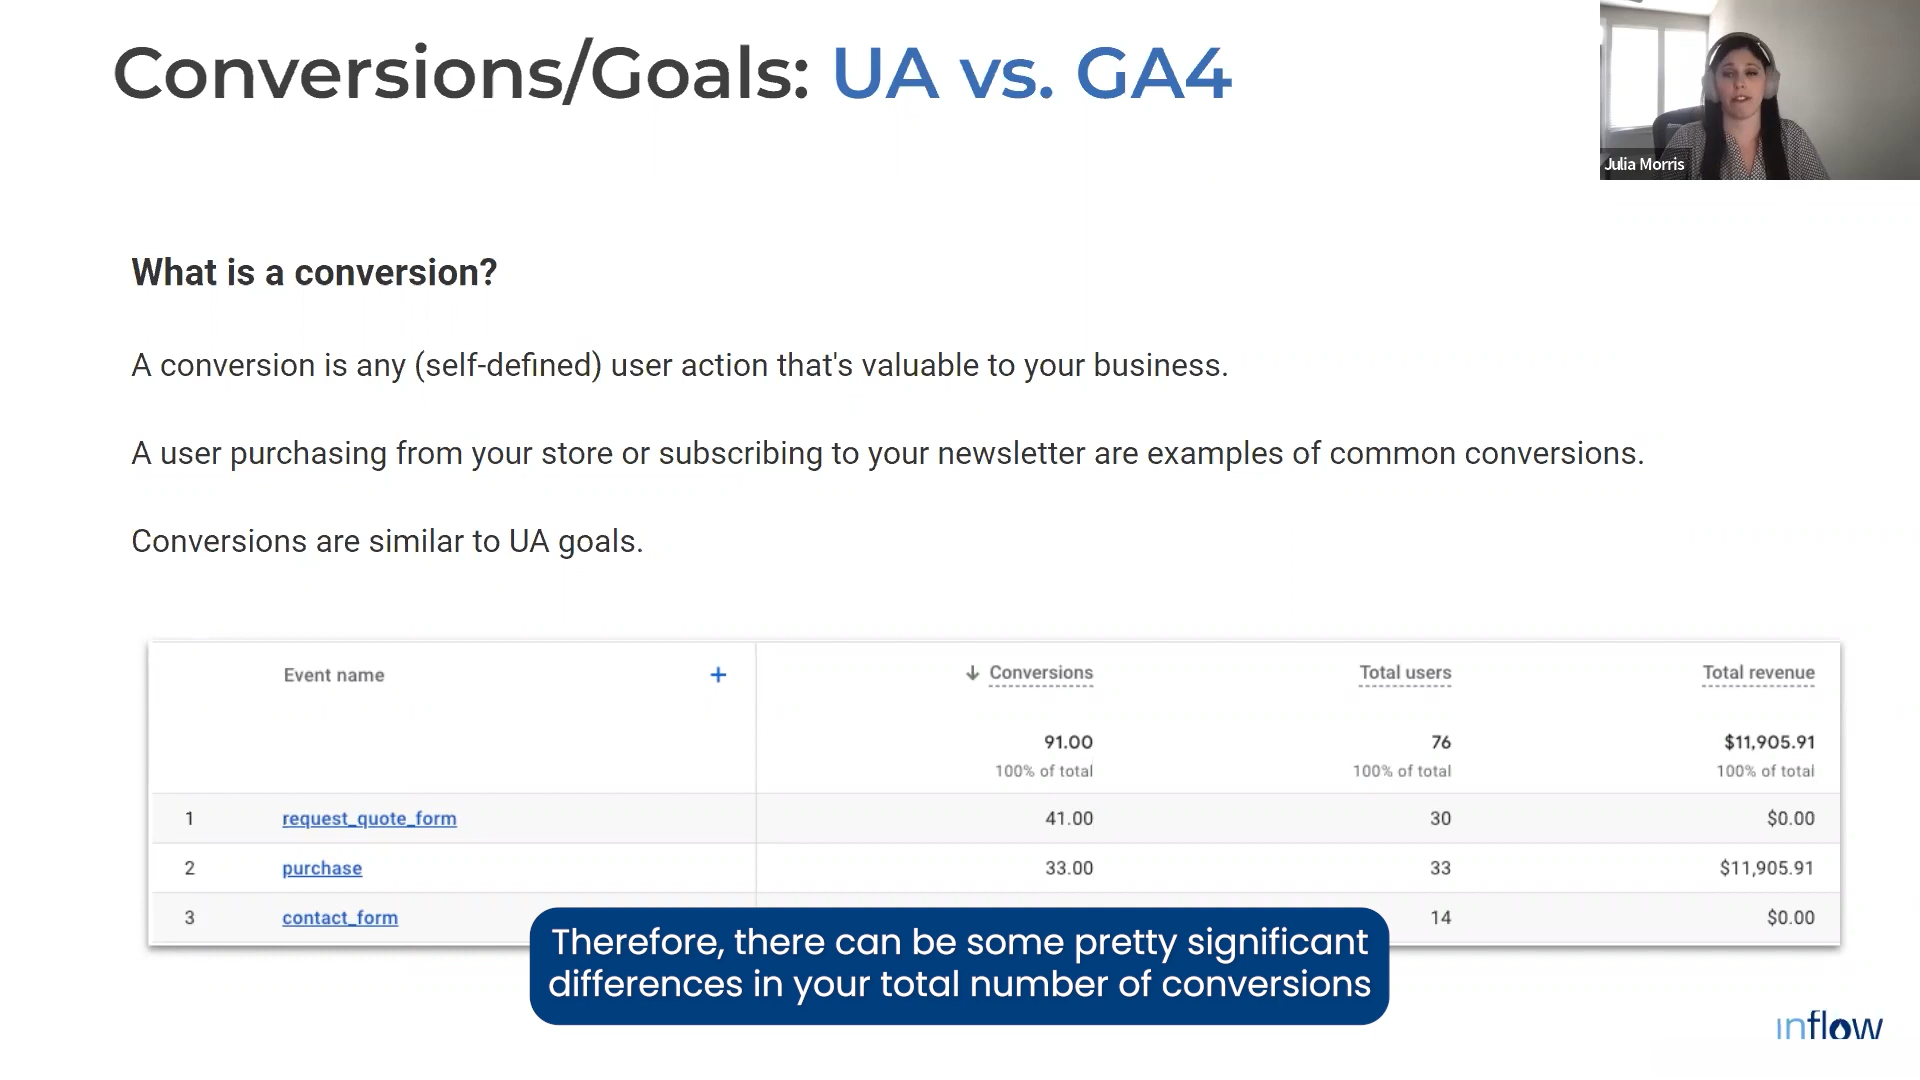 Conversions/Goals: UA vs. GA4
Julia Morris
What is a conversion?
A conversion is any (self-defined) user action that's valuable to your business.
A user purchasing from your store or subscribing to your newsletter are examples of common conversions.
Conversions are similar to UA goals.
Event name + ↓ Conversions Total users Total revenue
91.00 76 $11,905.91
100% of total 100% of total 100% of total
1 request_quote_form 41.00 30 $0.00
2 purchase 33.00 33 $11,905.91
3 contact_form 14 $0.00
Therefore, there can be some pretty significant
differences in your total number of conversions
inflow